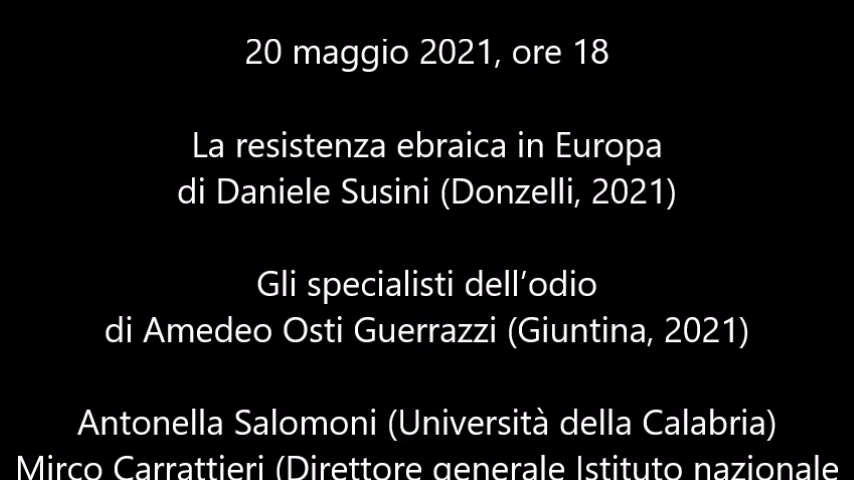 20 maggio 2021, ore 18
La resistenza ebraica in Europa
di Daniele Susini (Donzelli, 2021)
Gli specialisti dell’odio
di Amedeo Osti Guerrazzi (Giuntina, 2021)
Antonella Salomoni (Università della Calabria)
Mirco Carrattieri (Direttore generale Istituto nazionale